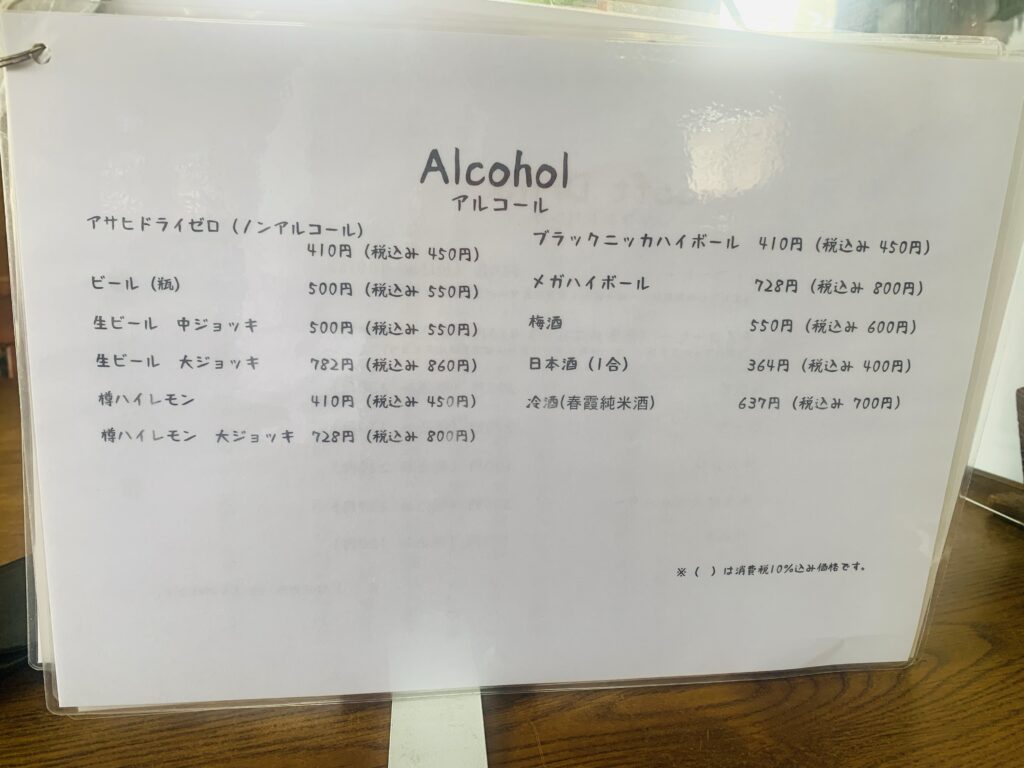 Alcohol
アルコール
アサヒドライゼロ (ノンアルコール)
410円 (税込み 450円)
ビール (瓶) 500円 (税込み 550円)
生ビール 中ジョッキ 500円 (税込み 550円)
生ビール 大ジョッキ 782円 (税込み 860円)
樽ハイレモン 410円 (税込み 450円)
樽ハイレモン 大ジョッキ 728円 (税込み 800円)
ブラックニッカハイボール 410円 (税込み 450円)
メガハイボール 728円 (税込み 800円)
梅酒 550円 (税込み 600円)
日本酒 (1合) 364円 (税込み 400円)
冷酒(春霞純米酒) 637円 (税込み 700円)
※ ( ) は消費税10%込み価格です。